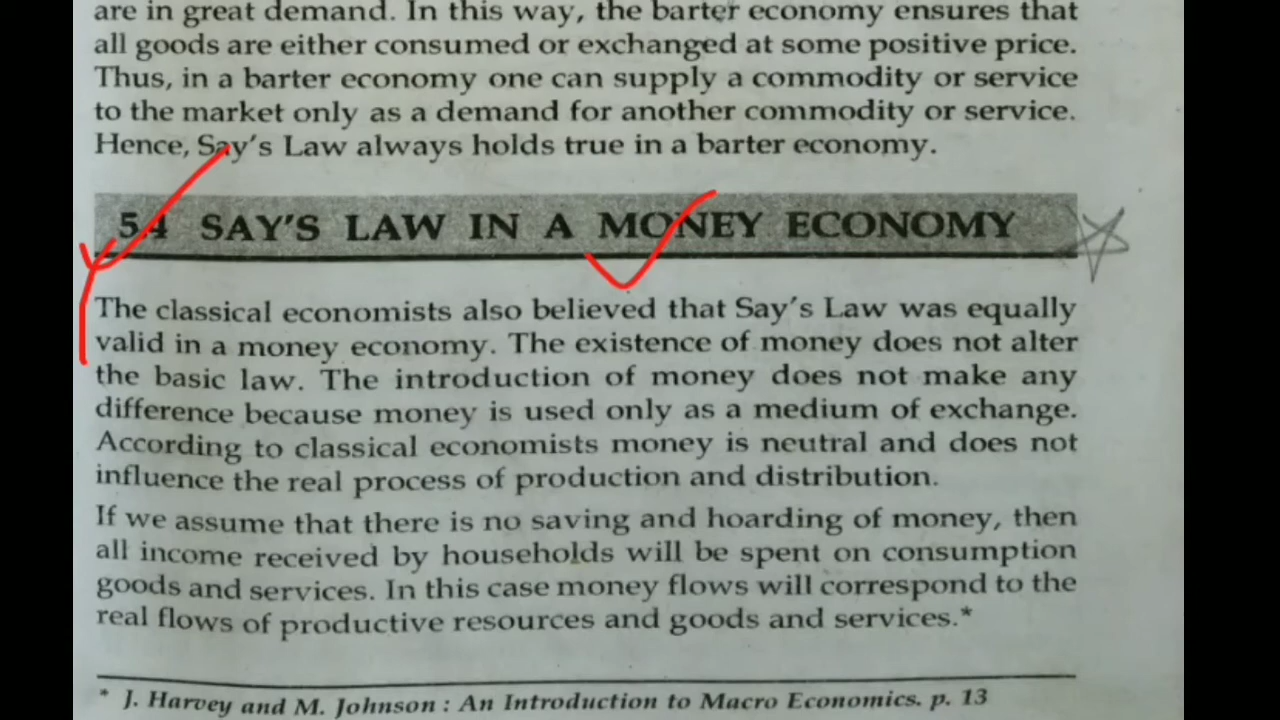 are in great demand. In this way, the barter economy ensures that
all goods are either consumed or exchanged at some positive price.
Thus, in a barter economy one can supply a commodity or service
to the market only as a demand for another commodity or service.
Hence, Say's Law always holds true in a barter economy.
5.4 SAY'S LAW IN A MONEY ECONOMY
The classical economists also believed that Say's Law was equally
valid in a money economy. The existence of money does not alter
the basic law. The introduction of money does not make any
difference because money is used only as a medium of exchange.
According to classical economists money is neutral and does not
influence the real process of production and distribution.
If we assume that there is no saving and hoarding of money, then
all income received by households will be spent on consumption
goods and services. In this case money flows will correspond to the
real flows of productive resources and goods and services.*
* J. Harvey and M. Johnson : An Introduction to Macro Economics. p. 13